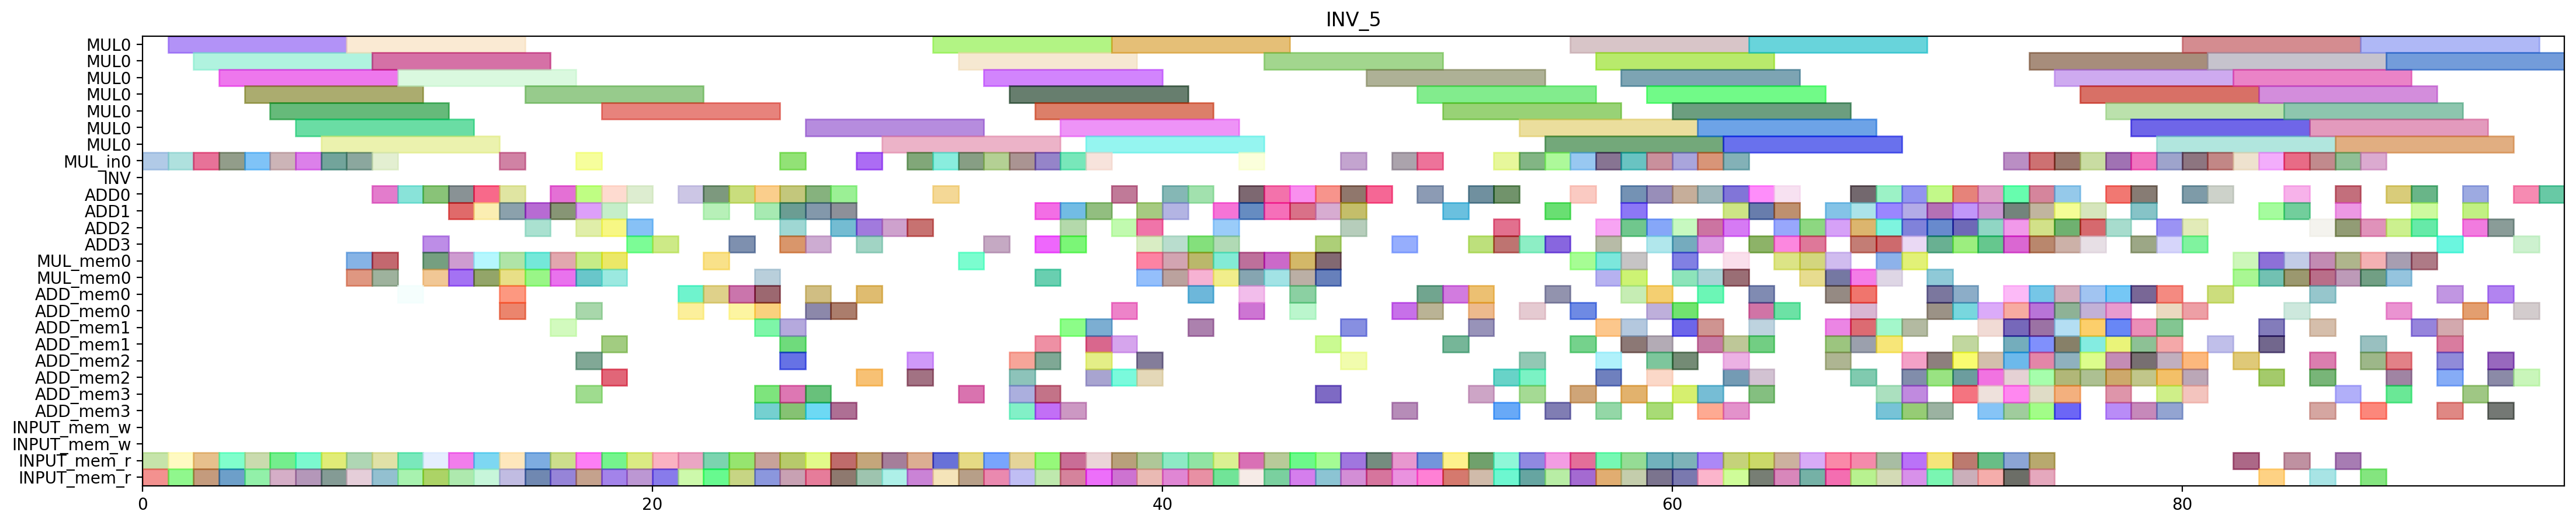 INV_5
MUL0
MUL0
MUL0
MUL0
MUL0
MUL0
MUL0
MUL_in0
INV
ADD0
ADD1
ADD2
ADD3
MUL_mem0
MUL_mem0
ADD_mem0
ADD_mem0
ADD_mem1
ADD_mem1
ADD_mem2
ADD_mem2
ADD_mem3
ADD_mem3
INPUT_mem_w
INPUT_mem_w
INPUT_mem_r
INPUT_mem_r
0 20 40 60 80